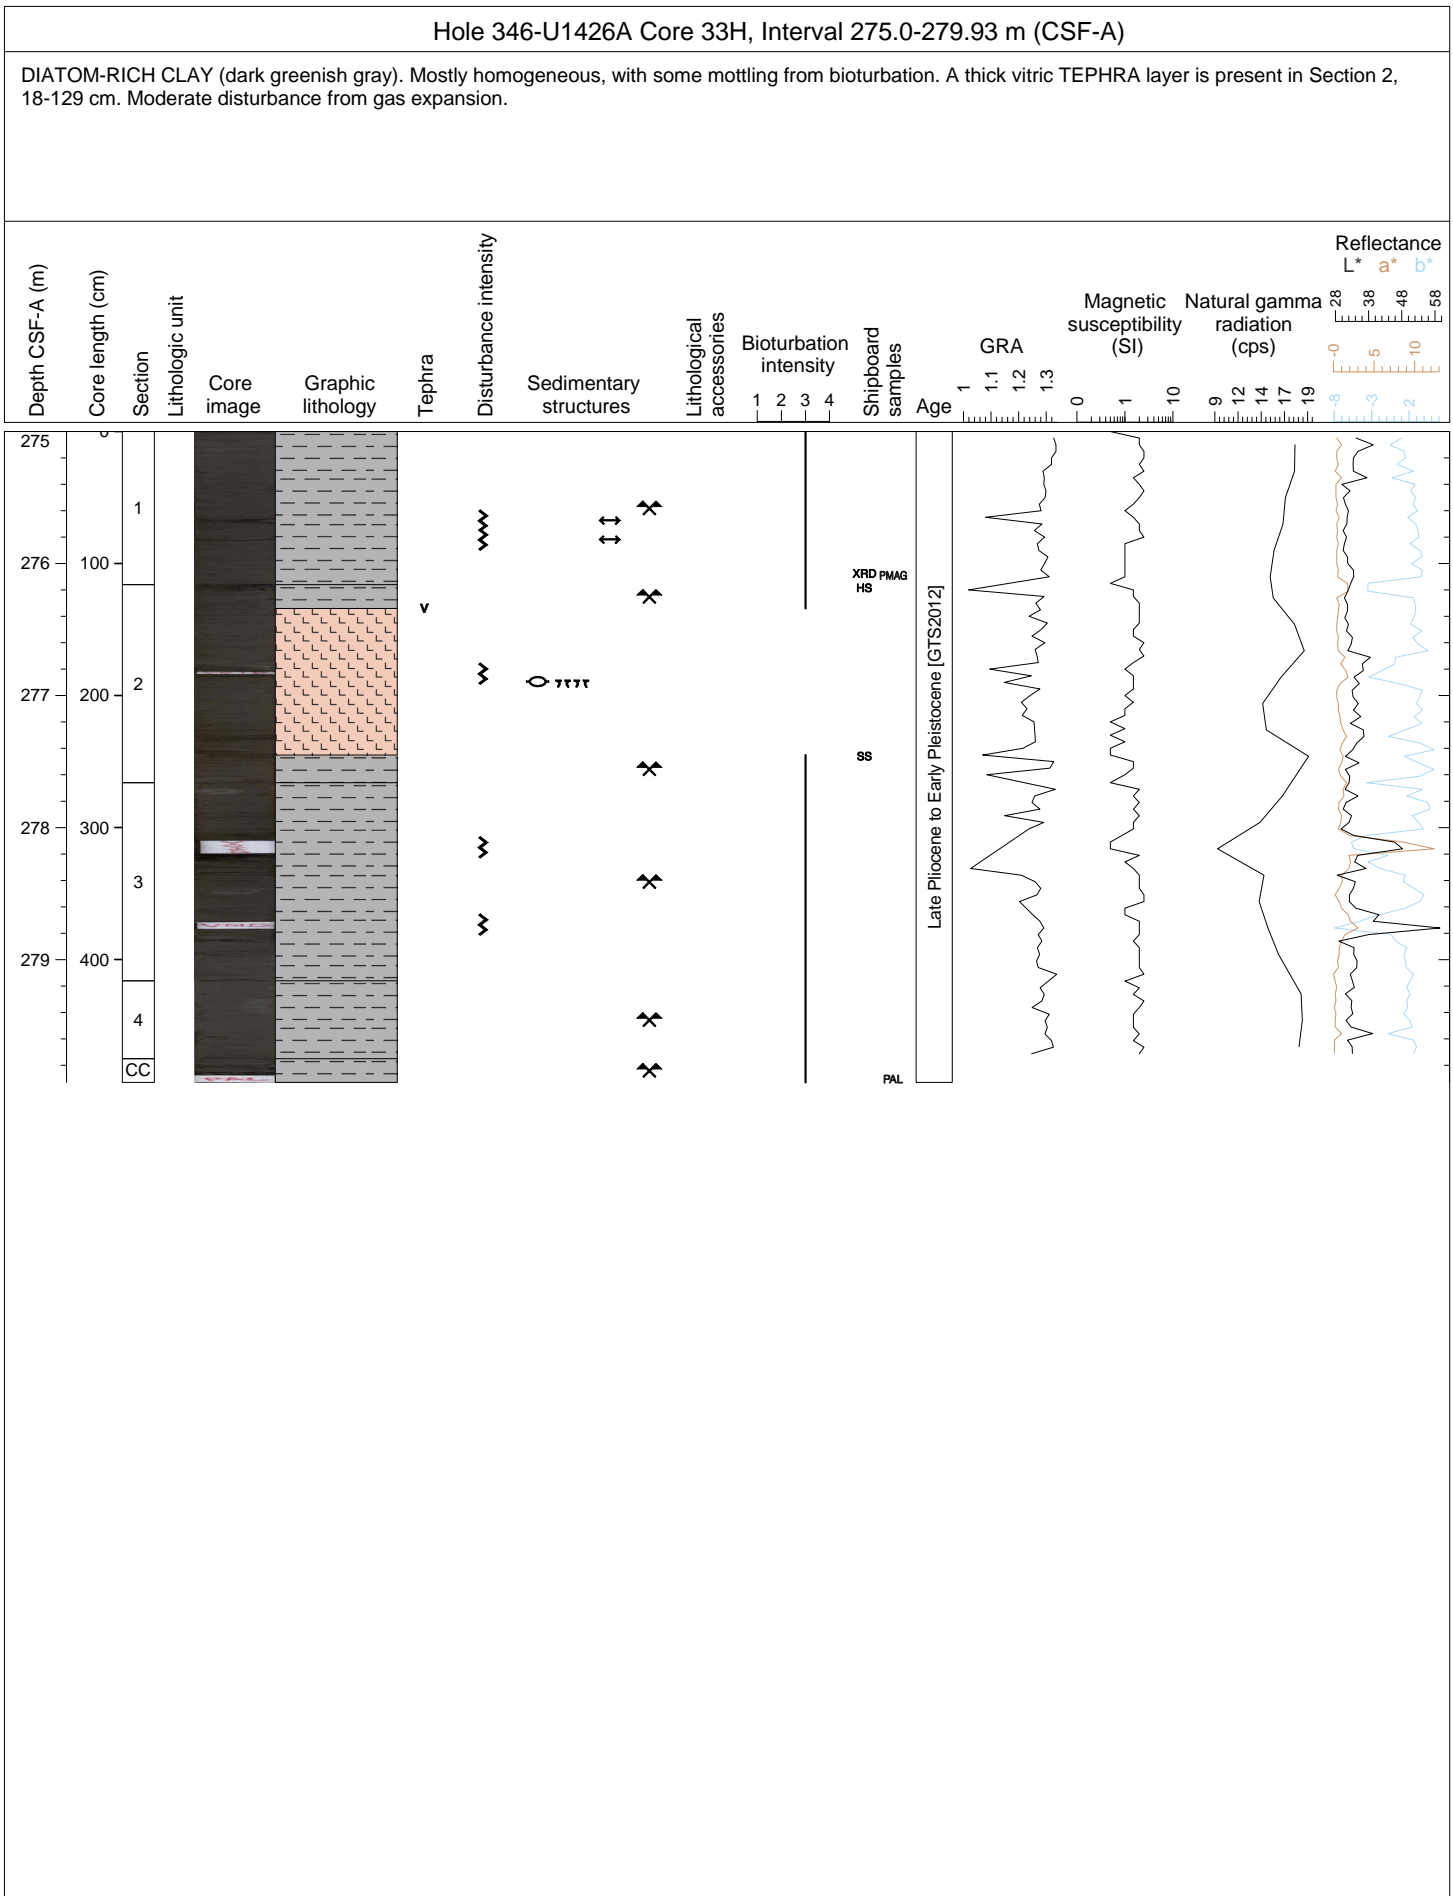 Hole 346-U1426A Core 33H, Interval 275.0-279.93 m (CSF-A)
DIATOM-RICH CLAY (dark greenish gray). Mostly homogeneous, with some mottling from bioturbation. A thick vitric TEPHRA layer is present in Section 2,
18-129 cm. Moderate disturbance from gas expansion.
Depth CSF-A (m)
Core length (cm)
Section
Lithologic unit
Core
image
Graphic
lithology
Tephra
Disturbance intensity
Sedimentary
structures
Lithological
accessories
Bioturbation
intensity
1 2 3 4
Shipboard
samples
Age
GRA
1 1.1 1.2 1.3
Magnetic
susceptibility
(SI)
0 1 10
Natural gamma
radiation
(cps)
9 12 14 17 19
Reflectance
L* a* b*
28 38 48 58
-0 5 10
-8 -3 2
275 0
1
276 100
XRD PMAG
HS
V
2
277 200
SS
278 300
3
279 400
4
CC
VOID
PAL
PAL
Late Pliocene to Early Pleistocene [GTS2012]